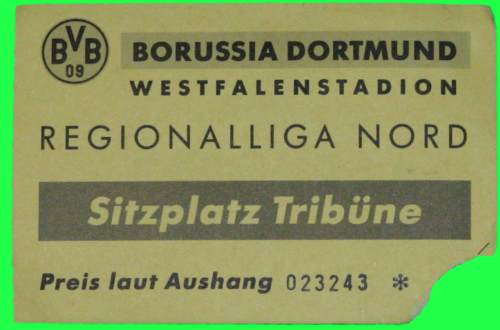 BVB
09
BORUSSIA DORTMUND
WESTFALENSTADION
REGIONALLIGA NORD
Sitzplatz Tribüne
Preis laut Aushang 023243 *